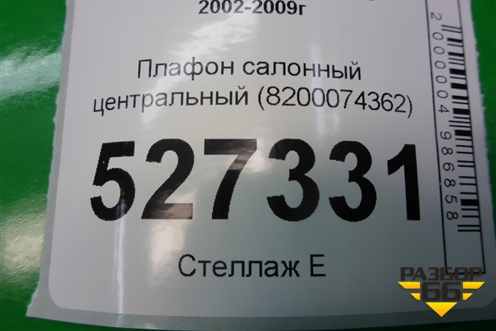 2002-2009г
Плафон салонный
центральный (8200074362)
527331
Стеллаж Е
2000004986858
РАЗБОР
66